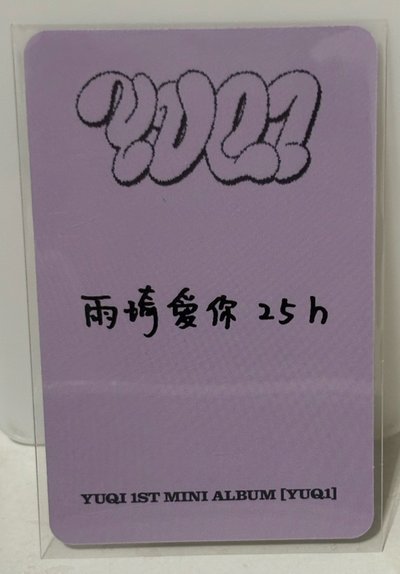 YUQ1
雨琦愛你 25h
YUQI 1ST MINI ALBUM [YUQ1]